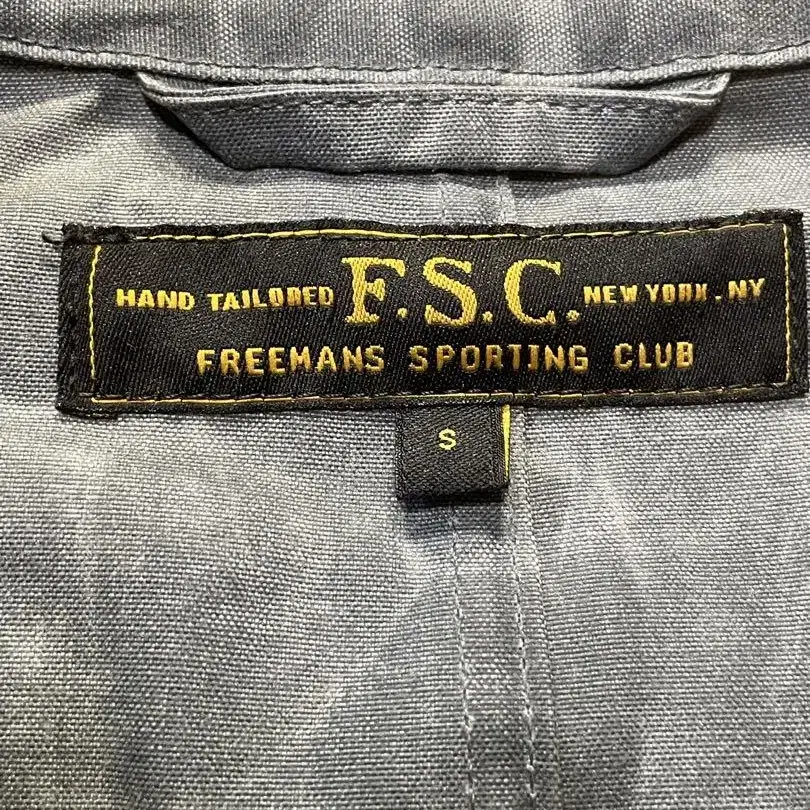 HAND TAILORED F.S.C. NEW YORK.NY
FREEMANS SPORTING CLUB
S